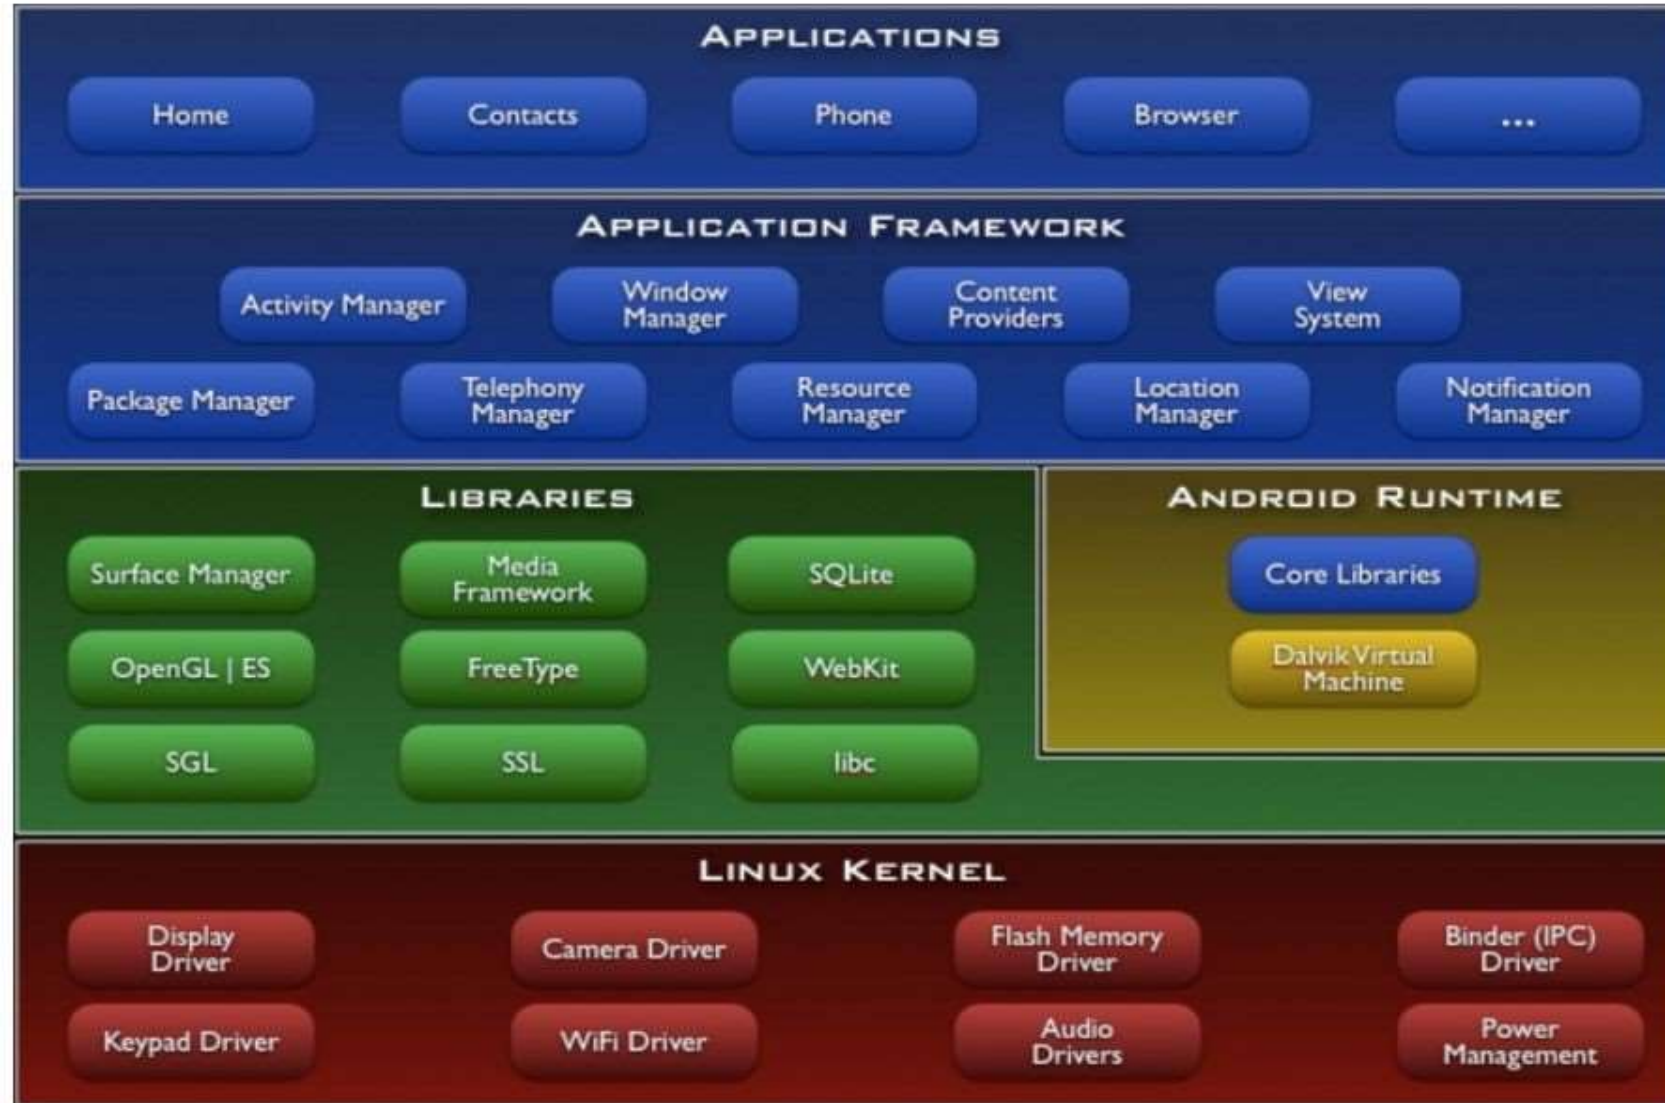 APPLICATIONS
Home
Contacts
Phone
Browser
...
APPLICATION FRAMEWORK
Activity Manager
Window
Manager
Content
Providers
View
System
Package Manager
Telephony
Manager
Resource
Manager
Location
Manager
Notification
Manager
LIBRARIES
Surface Manager
Media
Framework
SQLite
OpenGL | ES
FreeType
WebKit
SGL
SSL
libc
ANDROID RUNTIME
Core Libraries
Dalvik Virtual
Machine
LINUX KERNEL
Display
Driver
Camera Driver
Flash Memory
Driver
Binder (IPC)
Driver
Keypad Driver
WiFi Driver
Audio
Drivers
Power
Management